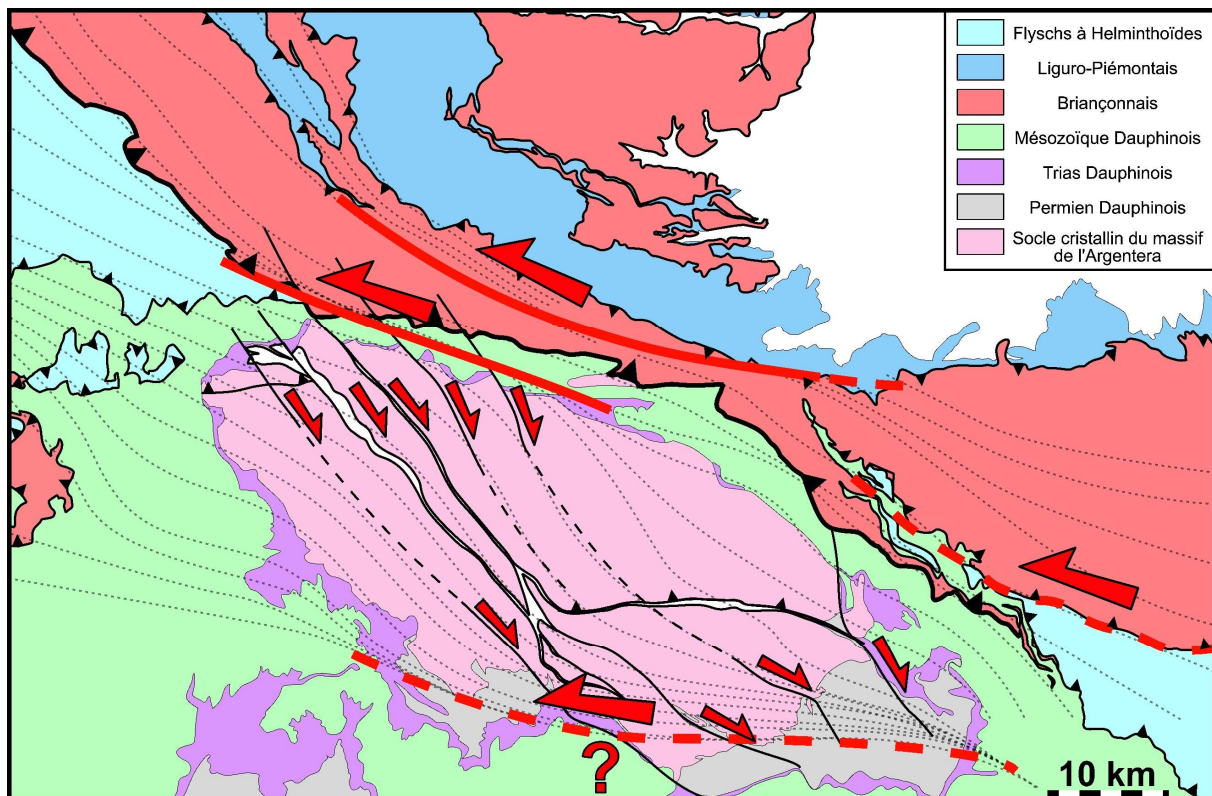 Flyschs à Helminthoïdes
Liguro-Piémontais
Briançonnais
Mésozoïque Dauphinois
Trias Dauphinois
Permien Dauphinois
Socle cristallin du massif
de l'Argentera
?
10 km